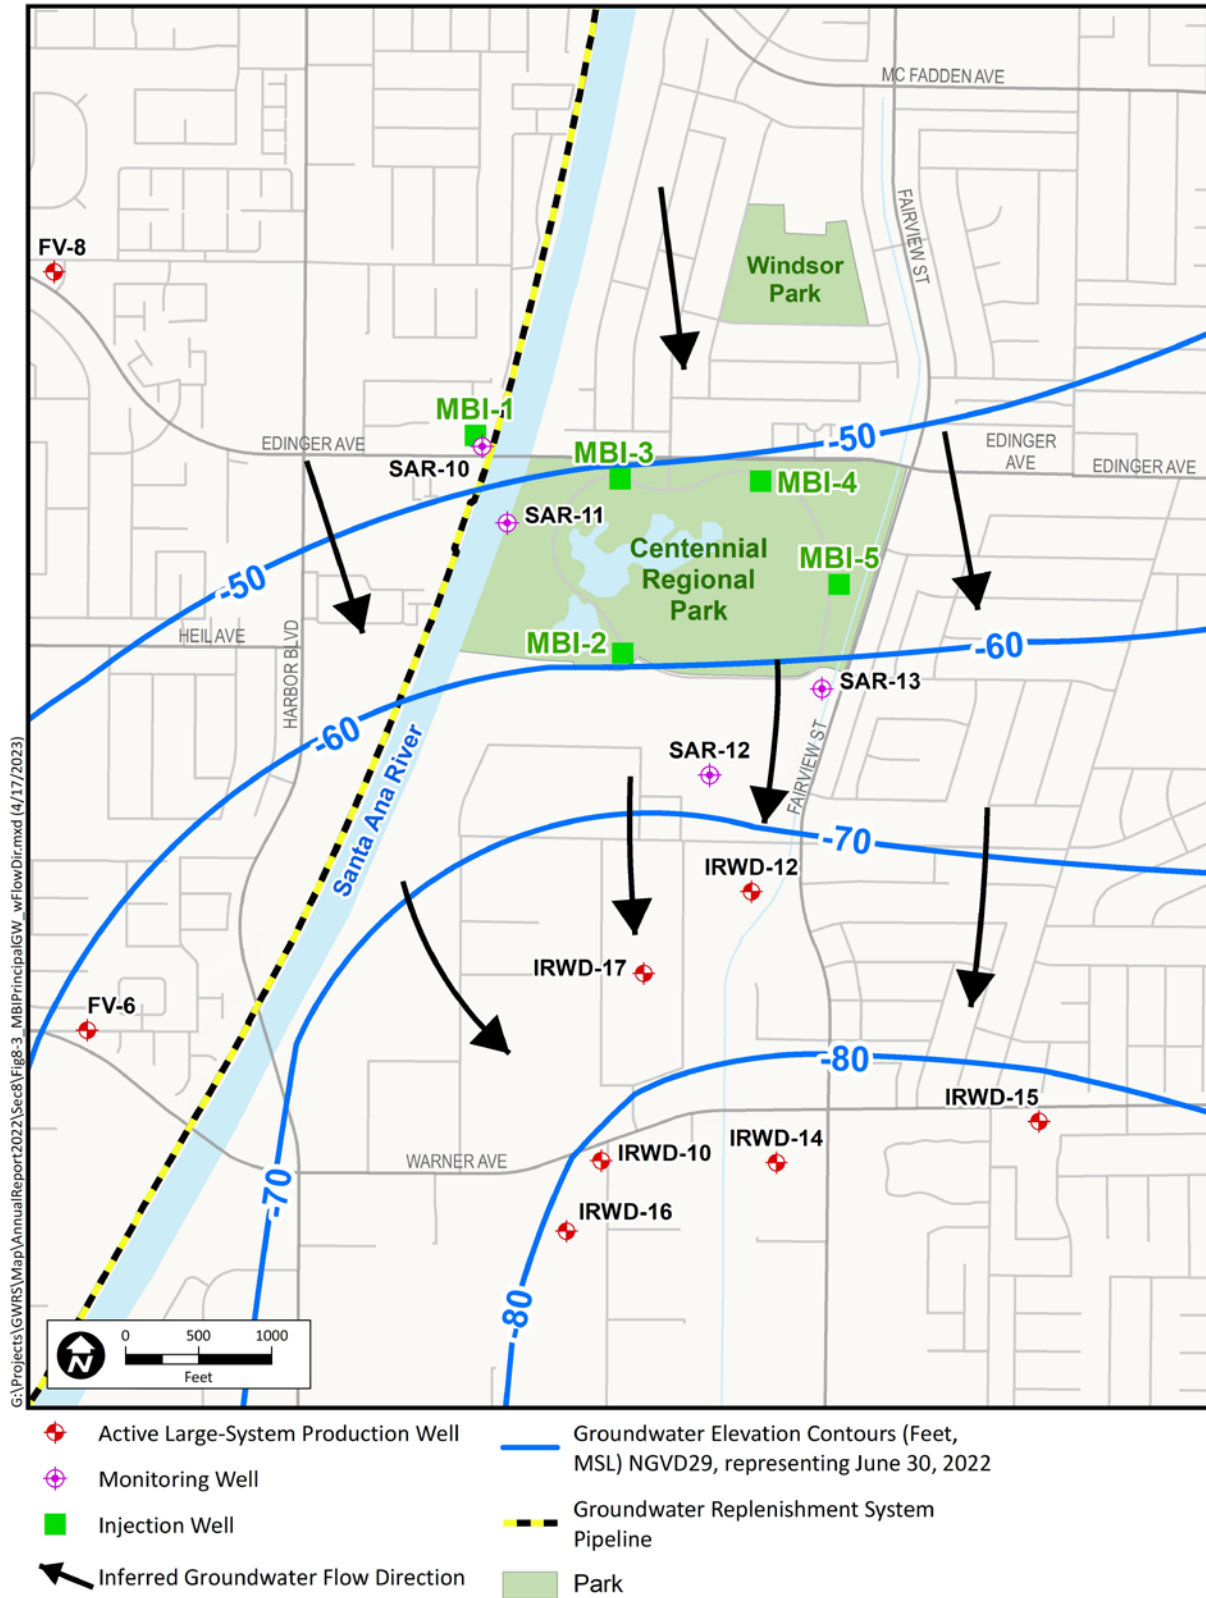 MC FADDEN AVE
FAIRVIEW ST
FV-8
Windsor
Park
MBI-1
EDINGER AVE
SAR-10
MBI-3
-50
EDINGER
AVE
EDINGER AVE
MBI-4
SAR-11
Centennial
Regional
Park
MBI-5
-50
HEIL AVE
HARBOR BLVD
MBI-2
-60
SAR-13
-60
SAR-12
FAIRVIEW ST
Santa Ana River
-70
IRWD-12
IRWD-17
FV-6
-80
IRWD-15
IRWD-14
IRWD-10
WARNER AVE
-70
IRWD-16
-80
N
0 500 1000
Feet
G:\Projects\GWRS\Map\AnnualReport2022\Sec8\Fig8-3_MBIPrincipalGW_wFlowDir.mxd (4/17/2023)
Active Large-System Production Well
Monitoring Well
Injection Well
Inferred Groundwater Flow Direction
Groundwater Elevation Contours (Feet,
MSL) NGVD29, representing June 30, 2022
Groundwater Replenishment System
Pipeline
Park